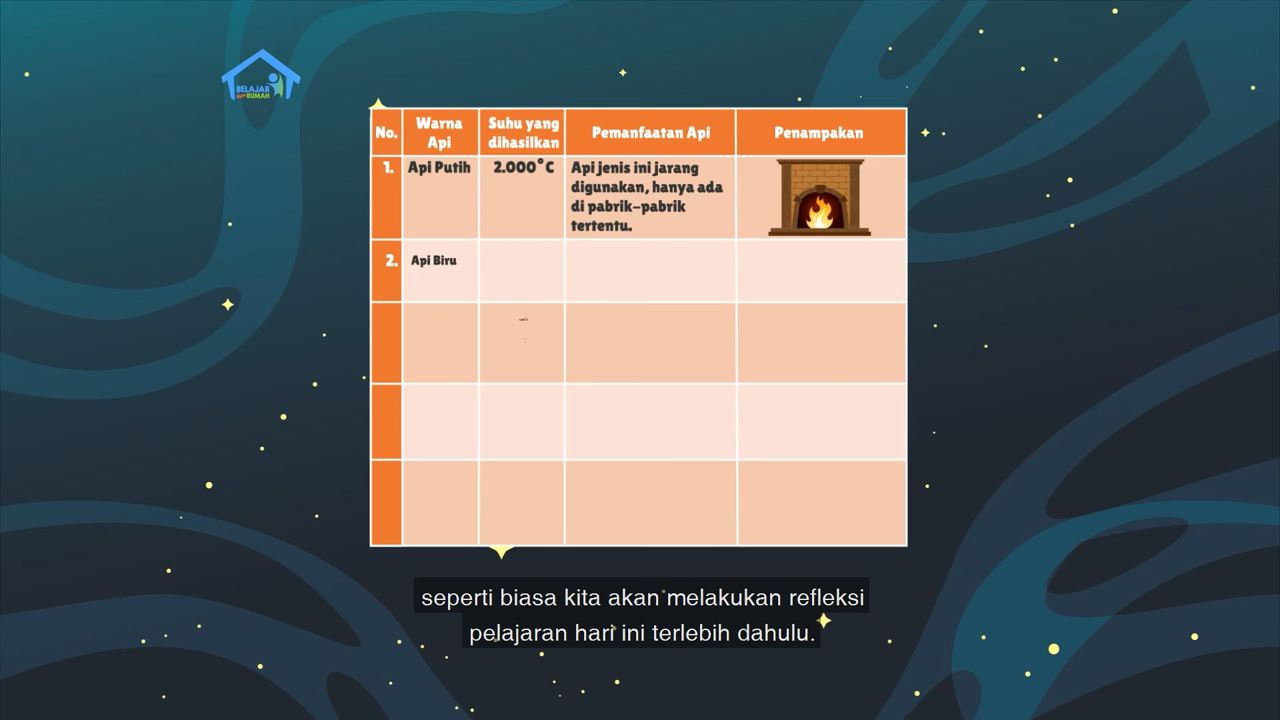 BELAJAR
dari RUMAH
No.
Warna
Api
Suhu yang
dihasilkan
Pemanfaatan Api
Penampakan
1.
Api Putih
2.000°C
Api jenis ini jarang
digunakan, hanya ada
di pabrik-pabrik
tertentu.
2.
Api Biru
seperti biasa kita akan melakukan refleksi
pelajaran hari ini terlebih dahulu.